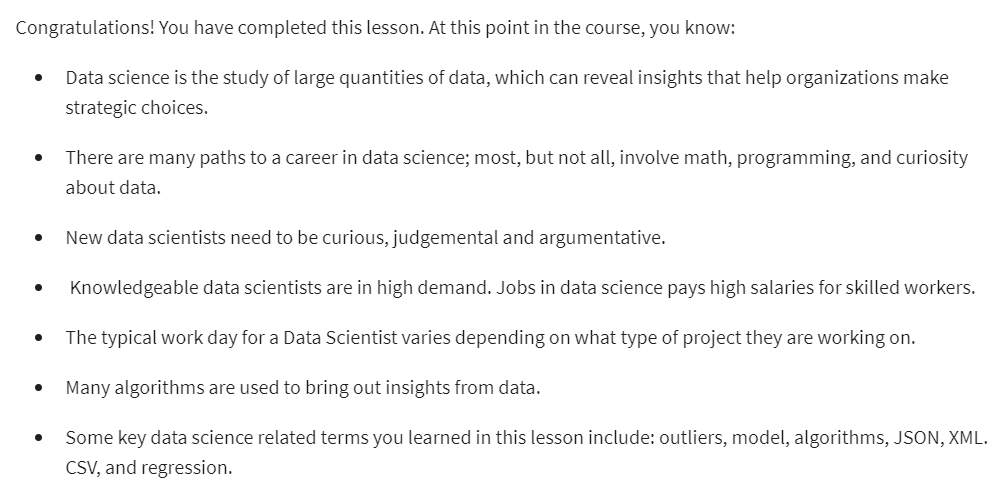 Congratulations! You have completed this lesson. At this point in the course, you know:
• Data science is the study of large quantities of data, which can reveal insights that help organizations make
strategic choices.
• There are many paths to a career in data science; most, but not all, involve math, programming, and curiosity
about data.
• New data scientists need to be curious, judgemental and argumentative.
• Knowledgeable data scientists are in high demand. Jobs in data science pays high salaries for skilled workers.
• The typical work day for a Data Scientist varies depending on what type of project they are working on.
• Many algorithms are used to bring out insights from data.
• Some key data science related terms you learned in this lesson include: outliers, model, algorithms, JSON, XML.
CSV, and regression.